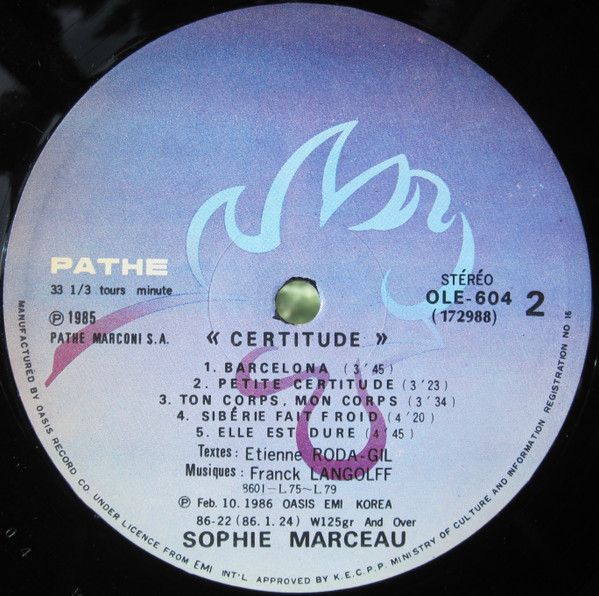 PATHE
33 1/3 tours minute
℗ 1985
PATHE MARCONI S.A.
STÉRÉO
OLE-604
(172988)
2
« CERTITUDE »
1. BARCELONA (3'45)
2. PETITE CERTITUDE (3'23)
3. TON CORPS, MON CORPS (3'34)
4. SIBÉRIE FAIT FROID (4'20)
5. ELLE EST DURE (4'45)
Textes: Etienne RODA-GIL
Musiques: Franck LANGOLFF
8601-L.75~L.79
℗ Feb. 10. 1986 OASIS EMI KOREA
86-22 (86.1.24) W125gr And Over
SOPHIE MARCEAU
MANUFACTURED BY OASIS RECORD CO. UNDER LICENCE FROM EMI INT'L APPROVED BY K.E.C.P.P. MINISTRY OF CULTURE AND INFORMATION REGISTRATION NO 16